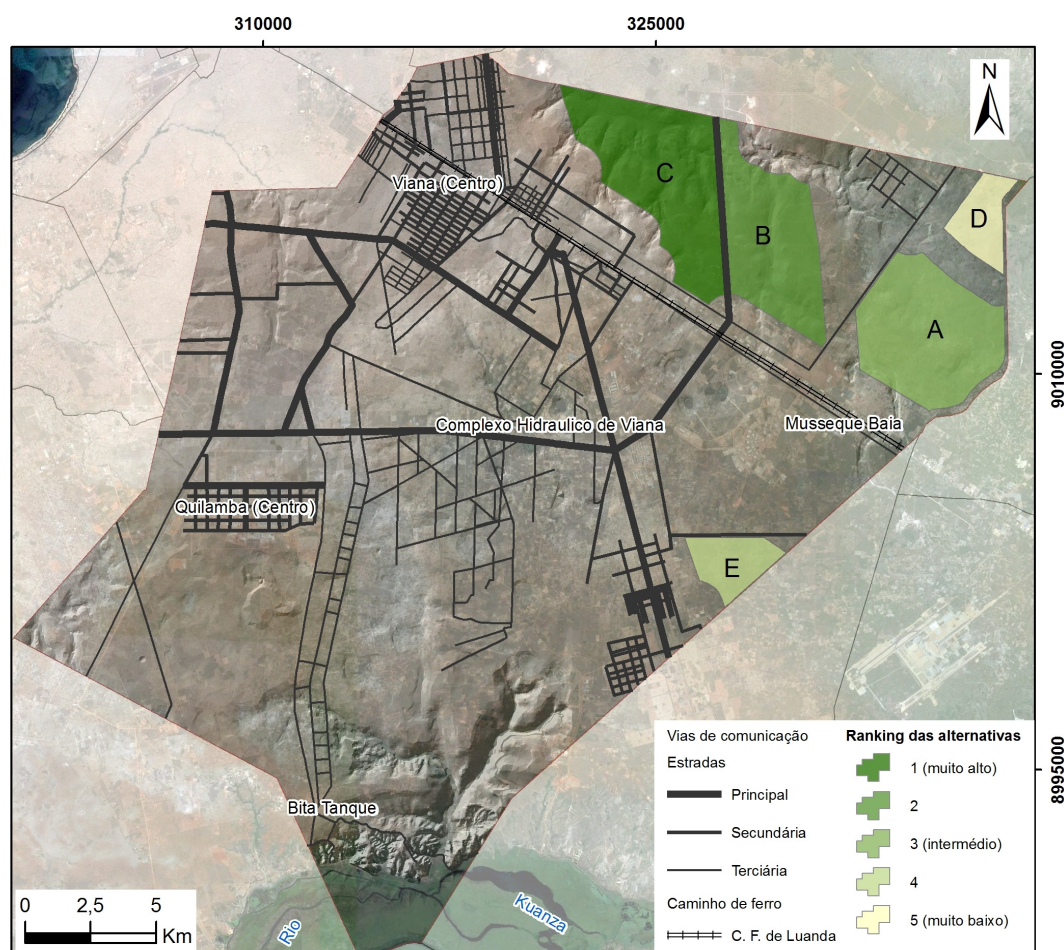 310000
325000
N
C
Viana (Centro)
D
B
A
9010000
Complexo Hidraulico de Viana
Musseque Baia
Quilamba (Centro)
E
Vias de comunicação
Estradas
Principal
Secundária
Terciária
Caminho de ferro
C. F. de Luanda
Ranking das alternativas
1 (muito alto)
2
3 (intermédio)
4
5 (muito baixo)
8995000
Bita Tanque
0 2,5 5
Km
Rio
Kuanza